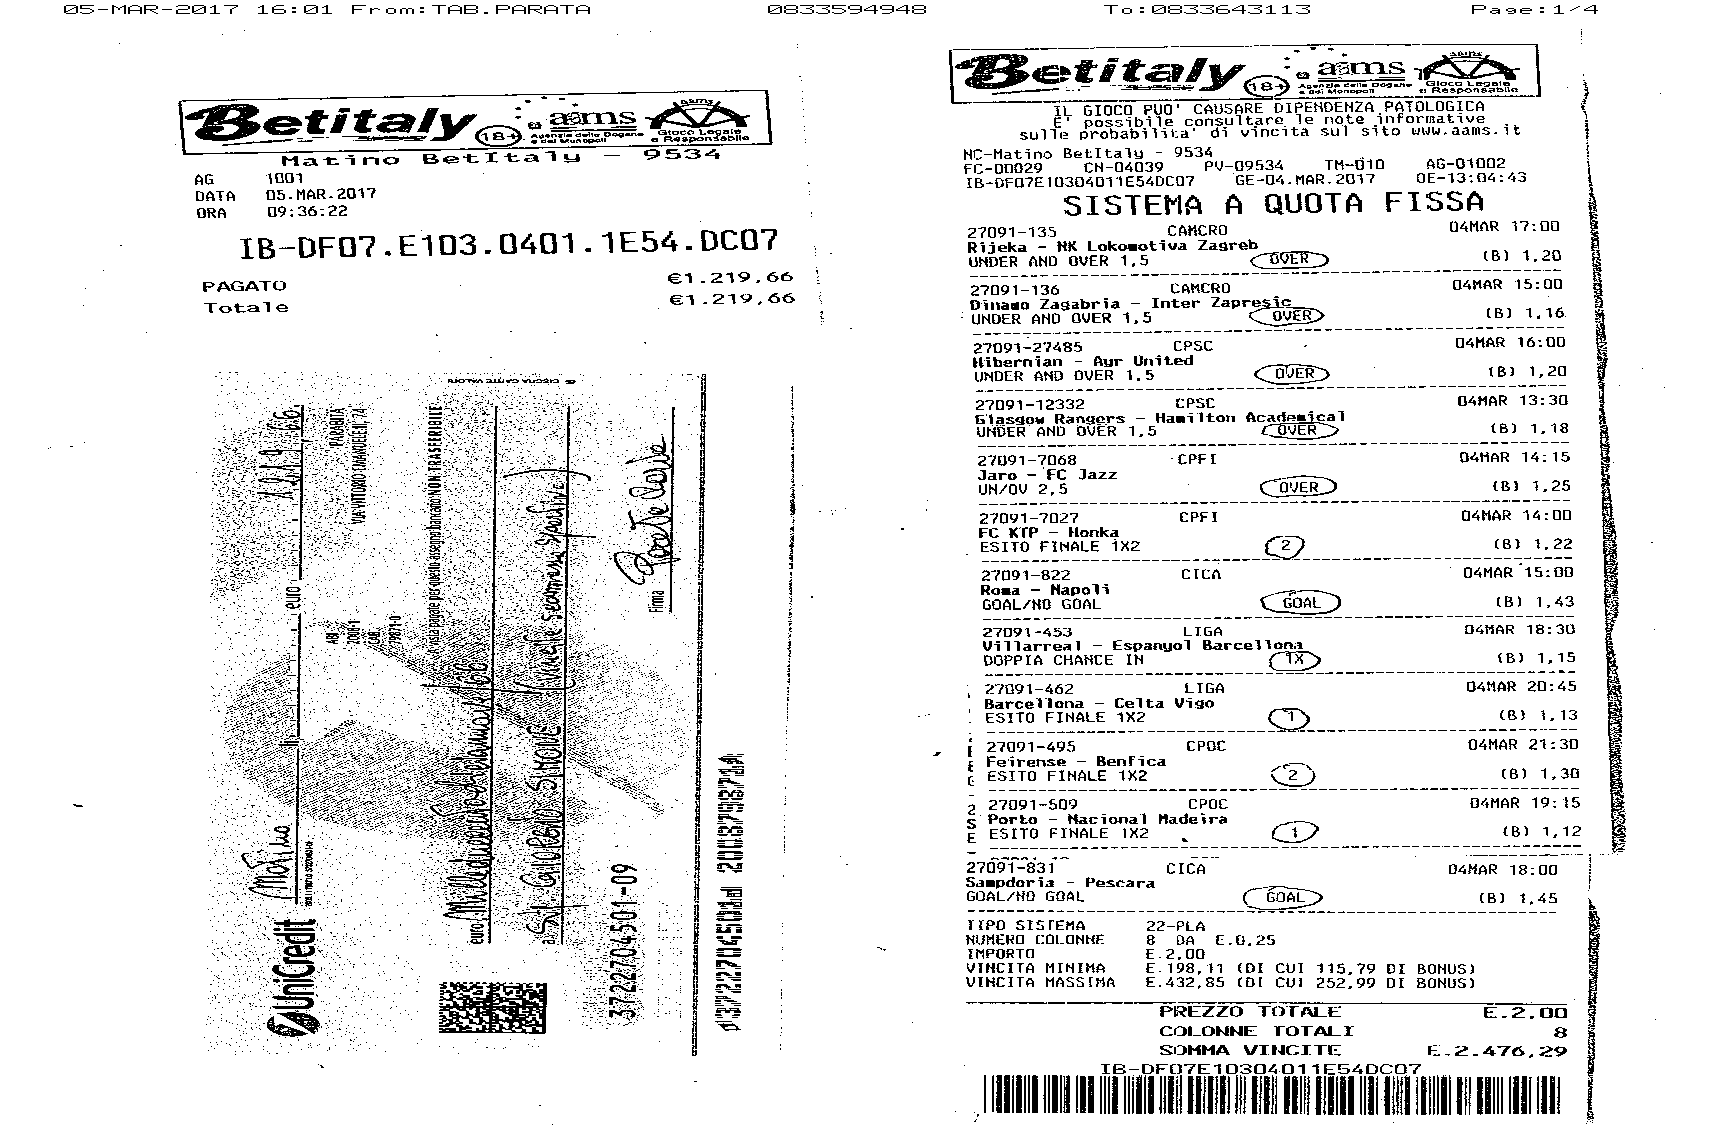 05-MAR-2017 16:01 From:TAB.PARATA 0833594948 To:0833643113 Page:1/4
Betitaly 18+ aams Agenzia delle Dogane e dei Monopoli aams Gioco Legale e Responsabile
Matino BetItaly - 9534
AG 1001
DATA 05.MAR.2017
ORA 09:36:22
IB-DF07.E103.0401.1E54.DC07
PAGATO €1.219,66
Totale €1.219,66
UniCredit
Matino
euro 1.219,66
VIA VITTORIO EMANUELE N. 74
PARABITA
ABI
2008-1
CAB
79871-0
NON TRASFERIBILE
euro
a
Firma
3722704501-09
Betitaly 18+ aams Agenzia delle Dogane e dei Monopoli aams Gioco Legale e Responsabile
IL GIOCO PUO' CAUSARE DIPENDENZA PATOLOGICA
E' possibile consultare le note informative
sulle probabilita' di vincita sul sito www.aams.it
NC-Matino BetItaly - 9534
FC-00029 CN-04039 PV-09534 TM-010 AG-01002
IB-DF07E10304011E54DC07 GE-04.MAR.2017 OE-13:04:43
SISTEMA A QUOTA FISSA
27091-135 CAMCRO 04MAR 17:00
Rijeka - NK Lokomotiva Zagreb
UNDER AND OVER 1,5 OVER (B) 1,20
27091-136 CAMCRO 04MAR 15:00
Dinamo Zagabria - Inter Zapresic
UNDER AND OVER 1,5 OVER (B) 1,16
27091-27485 CPSC 04MAR 16:00
Hibernian - Ayr United
UNDER AND OVER 1,5 OVER (B) 1,20
27091-12332 CPSC 04MAR 13:30
Glasgow Rangers - Hamilton Academical
UNDER AND OVER 1,5 OVER (B) 1,18
27091-7068 CPFI 04MAR 14:15
Jaro - FC Jazz
UN/OV 2,5 OVER (B) 1,25
27091-7027 CPFI 04MAR 14:00
FC KTP - Honka
ESITO FINALE 1X2 2 (B) 1,22
27091-822 CICA 04MAR 15:00
Roma - Napoli
GOAL/NO GOAL GOAL (B) 1,43
27091-453 LIGA 04MAR 18:30
Villarreal - Espanyol Barcellona
DOPPIA CHANCE IN 1X (B) 1,15
27091-462 LIGA 04MAR 20:45
Barcellona - Celta Vigo
ESITO FINALE 1X2 1 (B) 1,13
27091-495 CPOC 04MAR 21:30
Feirense - Benfica
ESITO FINALE 1X2 2 (B) 1,30
27091-509 CPOC 04MAR 19:15
Porto - Nacional Madeira
ESITO FINALE 1X2 1 (B) 1,12
27091-831 CICA 04MAR 18:00
Sampdoria - Pescara
GOAL/NO GOAL GOAL (B) 1,45
TIPO SISTEMA 22-PLA
NUMERO COLONNE 8 DA E.0,25
IMPORTO E.2,00
VINCITA MINIMA E.198,11 (DI CUI 115,79 DI BONUS)
VINCITA MASSIMA E.432,85 (DI CUI 252,99 DI BONUS)
PREZZO TOTALE E.2,00
COLONNE TOTALI 8
SOMMA VINCITE E.2.476,29
IB-DF07E10304011E54DC07